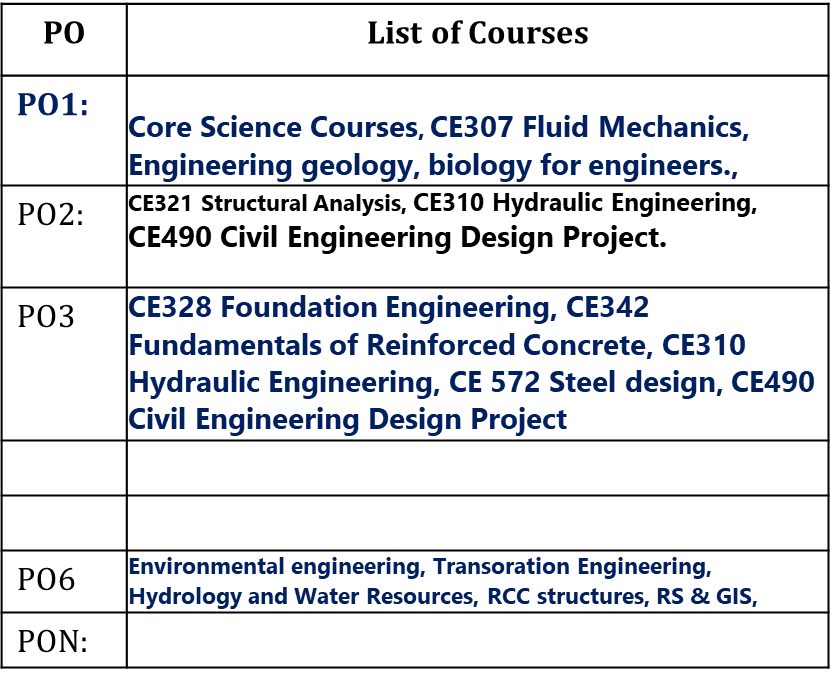 PO List of Courses
PO1:
Core Science Courses, CE307 Fluid Mechanics,
Engineering geology, biology for engineers.,
PO2:
CE321 Structural Analysis, CE310 Hydraulic Engineering,
CE490 Civil Engineering Design Project.
PO3
CE328 Foundation Engineering, CE342
Fundamentals of Reinforced Concrete, CE310
Hydraulic Engineering, CE 572 Steel design, CE490
Civil Engineering Design Project
PO6
Environmental engineering, Transoration Engineering,
Hydrology and Water Resources, RCC structures, RS & GIS,
PON: